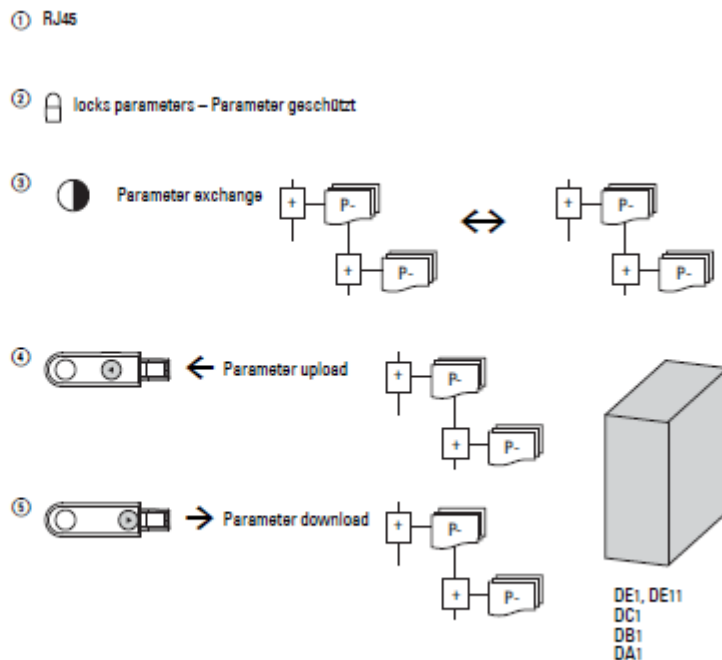 ① RJ45
② locks parameters – Parameter geschützt
③ Parameter exchange + P- + P- + P- + P-
④ Parameter upload + P- + P-
⑤ Parameter download + P- + P-
DE1, DE11
DC1
DB1
DA1